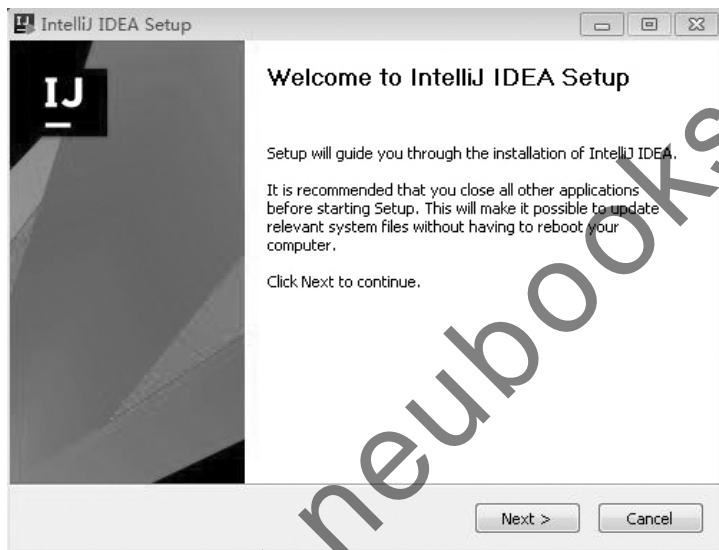 IntelliJ IDEA Setup
IJ
Welcome to IntelliJ IDEA Setup
Setup will guide you through the installation of IntelliJ IDEA.
It is recommended that you close all other applications
before starting Setup. This will make it possible to update
relevant system files without having to reboot your
computer.
Click Next to continue.
neubooks
Next >
Cancel